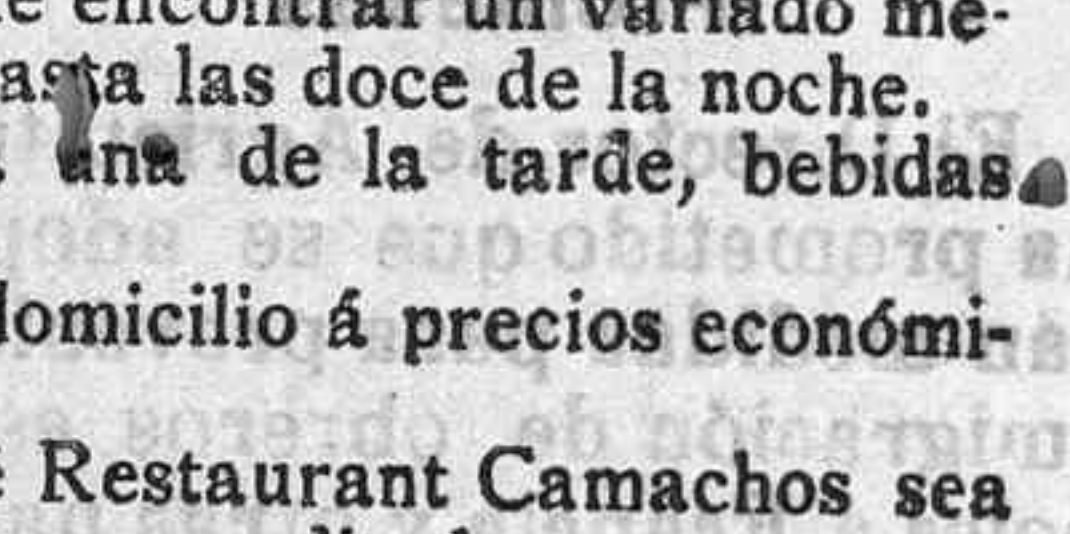 encontrar un variado me-
las doce de la noche.
una de la tarde, bebidas
domicilio á precios económi-
Restaurant Camachos sea